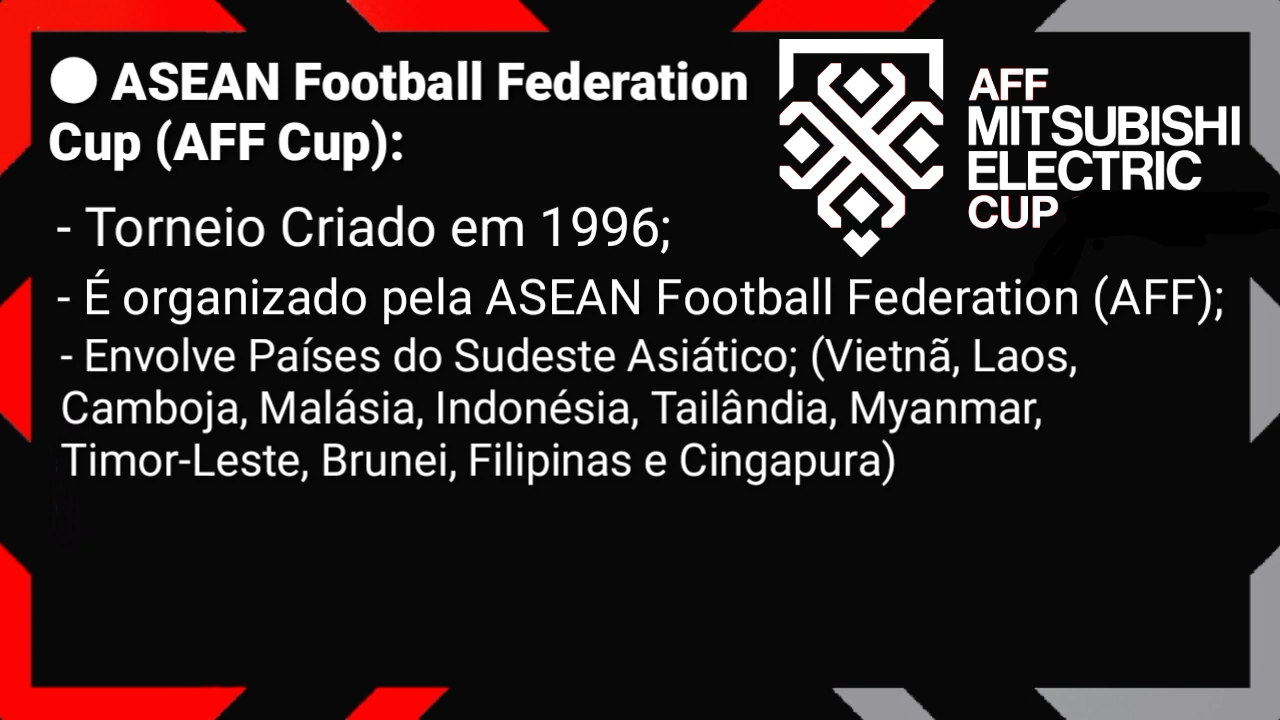 ● ASEAN Football Federation
Cup (AFF Cup):
AFF
MITSUBISHI
ELECTRIC
CUP
- Torneio Criado em 1996;
- É organizado pela ASEAN Football Federation (AFF);
- Envolve Países do Sudeste Asiático; (Vietnã, Laos,
Camboja, Malásia, Indonésia, Tailândia, Myanmar,
Timor-Leste, Brunei, Filipinas e Cingapura)